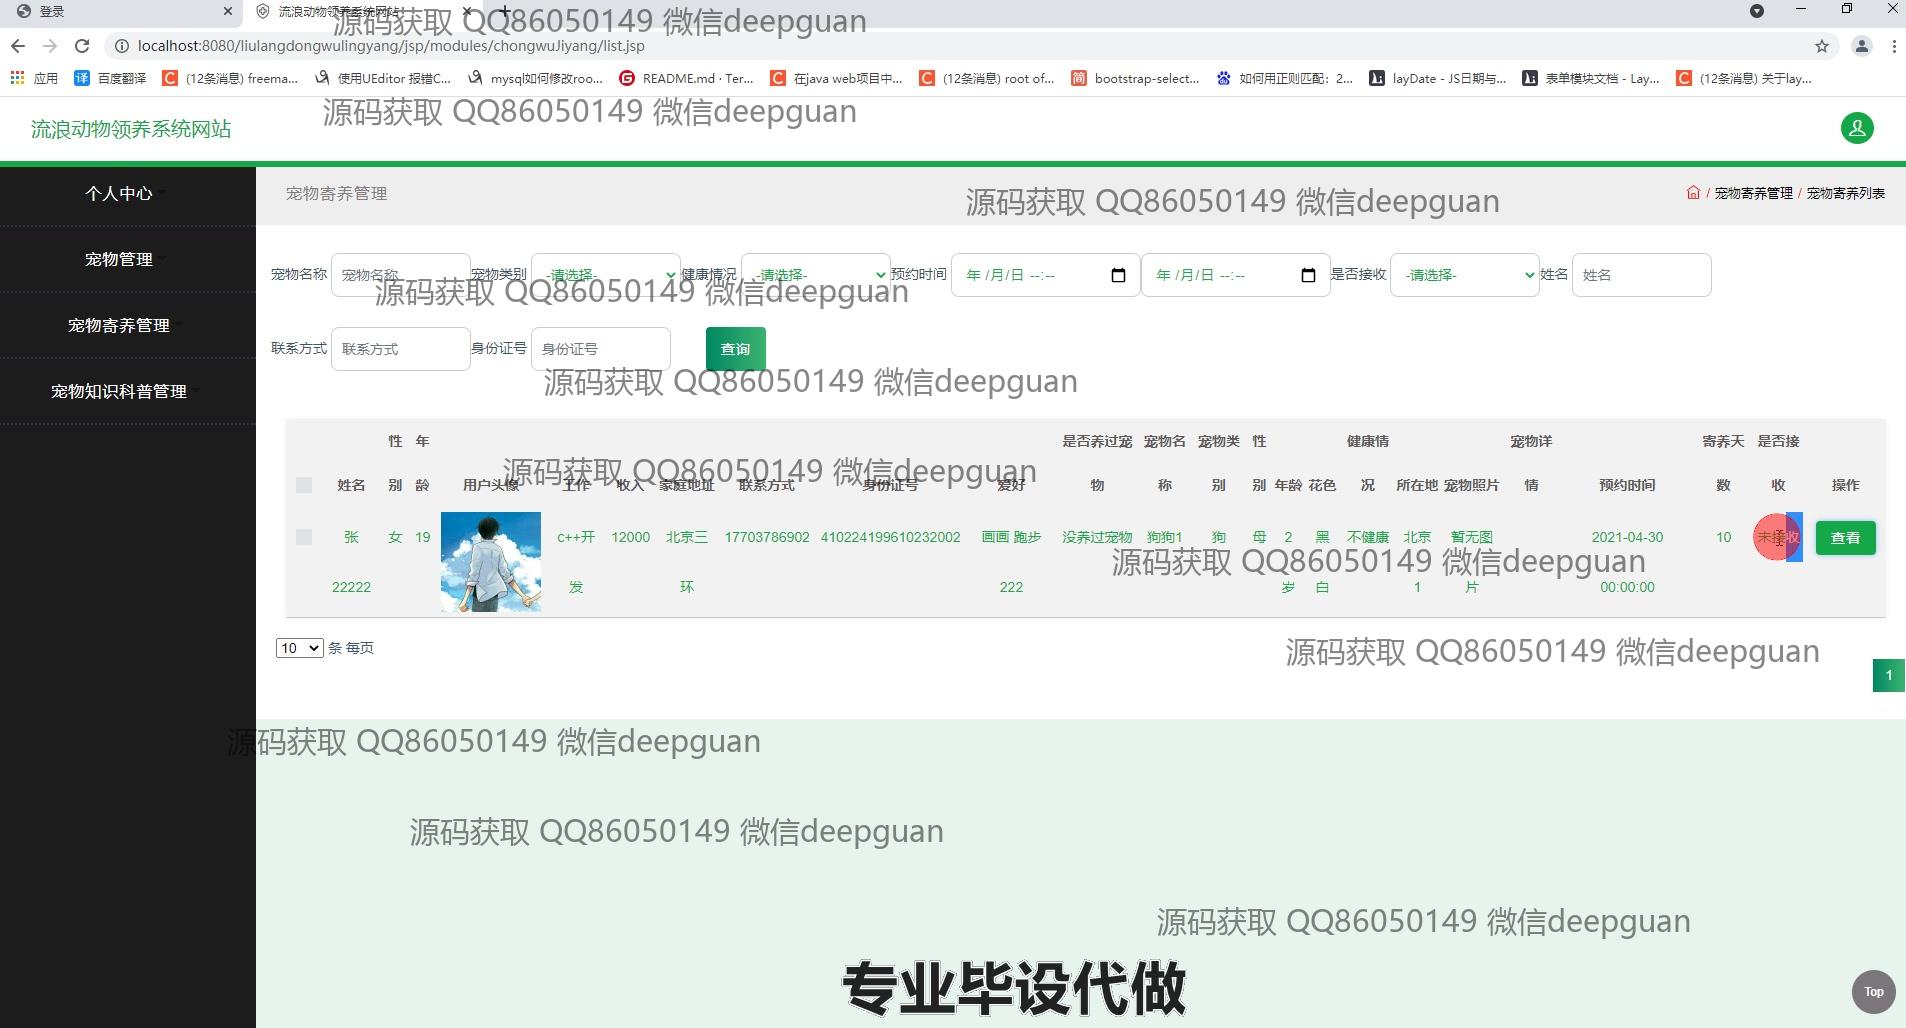 登录
流浪动物领养系统网站
源码获取 QQ86050149 微信deepguan
localhost:8080/liulangdongwulingyang/jsp/modules/chongwuJiyang/list.jsp
应用 百度翻译 (12条消息) freema... 使用UEditor 报错C... mysql如何修改roo... README.md · Ter... 在java web项目中... (12条消息) root of... bootstrap-select... 如何用正则匹配：2... layDate - JS日期与... 表单模块文档 - Lay... (12条消息) 关于lay...
源码获取 QQ86050149 微信deepguan
流浪动物领养系统网站
个人中心
宠物管理
宠物寄养管理
宠物知识科普管理
宠物寄养管理
源码获取 QQ86050149 微信deepguan
/ 宠物寄养管理 / 宠物寄养列表
宠物名称 宠物名称 宠物类别 -请选择- 健康情况 -请选择- 预约时间 年 /月/日 --:-- 年 /月/日 --:-- 是否接收 -请选择- 姓名 姓名
源码获取 QQ86050149 微信deepguan
联系方式 联系方式 身份证号 身份证号 查询
源码获取 QQ86050149 微信deepguan
性 年 是否养过宠 宠物名 宠物类 性 健康情 宠物详 寄养天 是否接
源码获取 QQ86050149 微信deepguan
姓名 别 龄 用户头像 工作 收入 家庭地址 联系方式 身份证号 爱好 物 称 别 别 年龄 花色 况 所在地 宠物照片 情 预约时间 数 收 操作
张 女 19 c++开 12000 北京三 17703786902 410224199610232002 画画 跑步 没养过宠物 狗狗1 狗 母 2 黑 不健康 北京 暂无图 2021-04-30 10 未接收 查看
源码获取 QQ86050149 微信deepguan
22222 发 环 222 岁 白 1 片 00:00:00
10 条 每页
源码获取 QQ86050149 微信deepguan
1
源码获取 QQ86050149 微信deepguan
源码获取 QQ86050149 微信deepguan
源码获取 QQ86050149 微信deepguan
专业毕设代做
Top